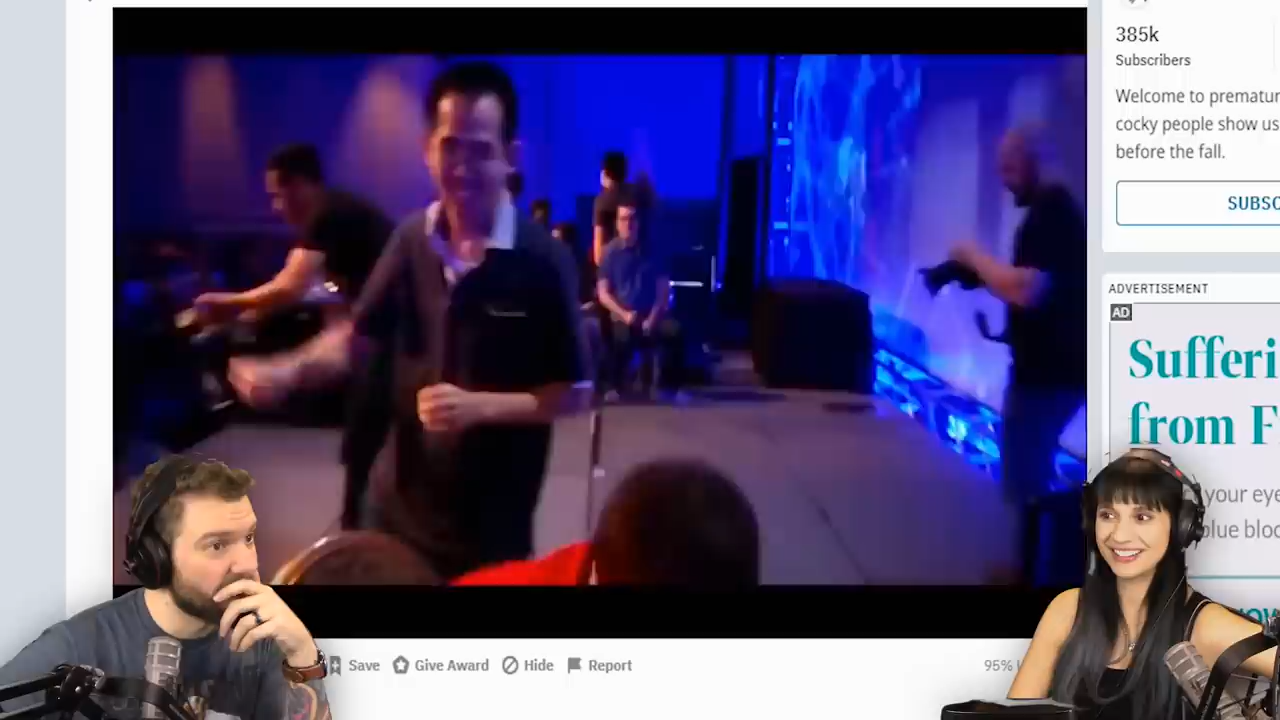 385k
Subscribers
Welcome to prematur
cocky people show us
before the fall.
SUBSC
ADVERTISEMENT
AD
Sufferi
from F
your eye
blue bloc
Save
Give Award
Hide
Report
95%